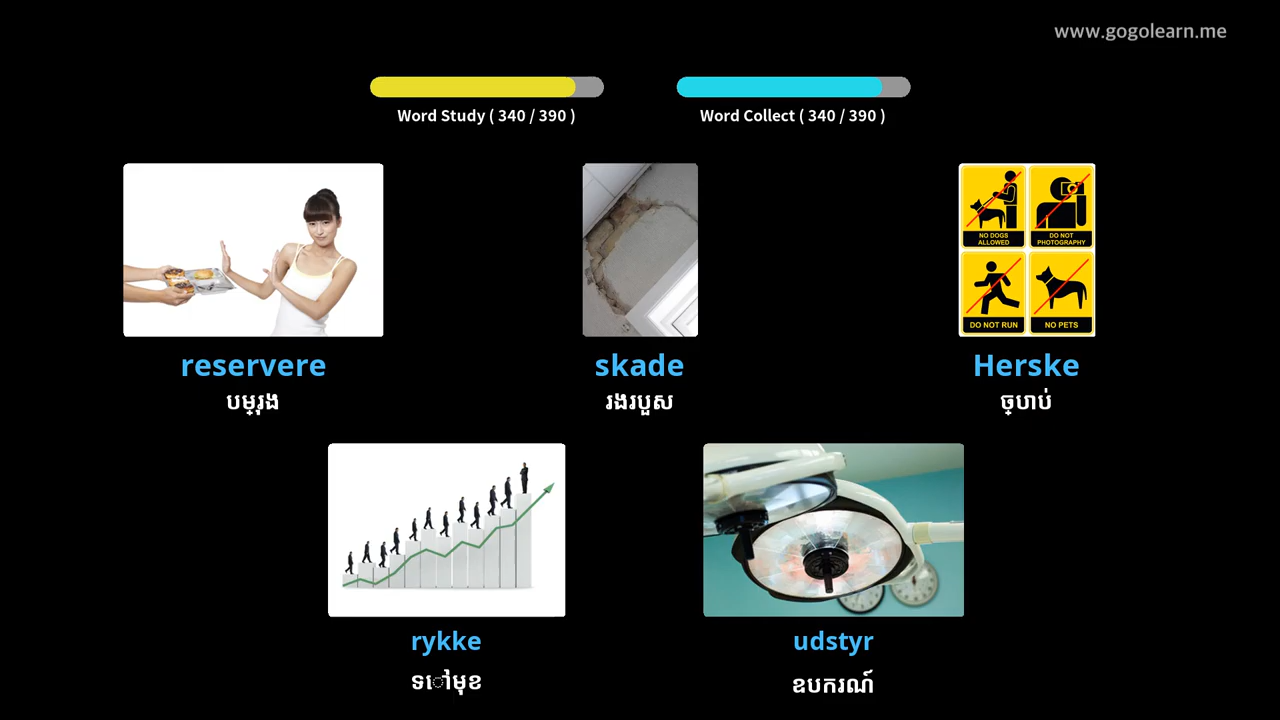 www.gogolearn.me
Word Study ( 340 / 390 )
Word Collect ( 340 / 390 )
NO DOGS
ALLOWED
DO NOT
PHOTOGRAPHY
DO NOT RUN
NO PETS
reservere
skade
Herske
បម្រុង
រងរបួស
ច្បាប់
rykke
udstyr
ទៅមុខ
ឧបករណ៍